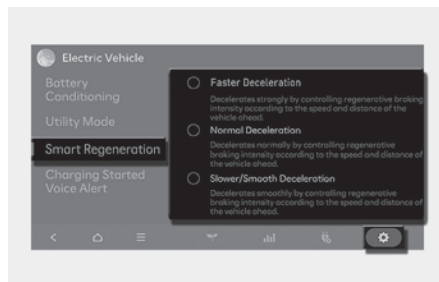 Electric Vehicle
Battery
Conditioning
Utility Mode
Smart Regeneration
Charging Started
Voice Alert
Faster Deceleration
Decelerates strongly by controlling regenerative braking
intensity according to the speed and distance of the
vehicle ahead.
Normal Deceleration
Decelerates normally by controlling regenerative
braking intensity according to the speed and distance of
the vehicle ahead.
Slower/Smooth Deceleration
Decelerates smoothly by controlling regenerative
braking intensity according to the speed and distance of
the vehicle ahead.